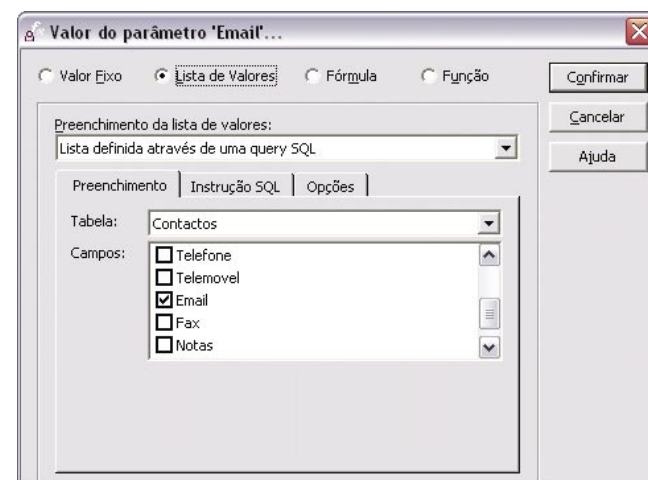 Valor do parâmetro 'Email'...
Valor Fixo Lista de Valores Fórmula Função
Confirmar
Cancelar
Ajuda
Preenchimento da lista de valores:
Lista definida através de uma query SQL
Preenchimento Instrução SQL Opções
Tabela: Contactos
Campos: Telefone
Telemovel
Email
Fax
Notas